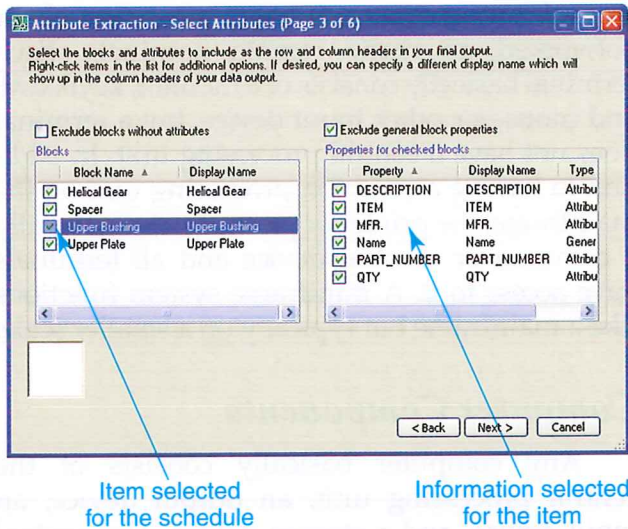 Attribute Extraction - Select Attributes (Page 3 of 6)
Select the blocks and attributes to include as the row and column headers in your final output.
Right-click items in the list for additional options. If desired, you can specify a different display name which will
show up in the column headers of your data output.
Exclude blocks without attributes
Exclude general block properties
Blocks
Block Name Display Name
Helical Gear Helical Gear
Spacer Spacer
Upper Bushing Upper Bushing
Upper Plate Upper Plate
Properties for checked blocks
Property Display Name Type
DESCRIPTION DESCRIPTION Attribu
ITEM ITEM Attribu
MFR. MFR. Attribu
Name Name Gener
PART_NUMBER PART_NUMBER Attribu
QTY QTY Attribu
< Back Next > Cancel
Item selected
for the schedule
Information selected
for the item